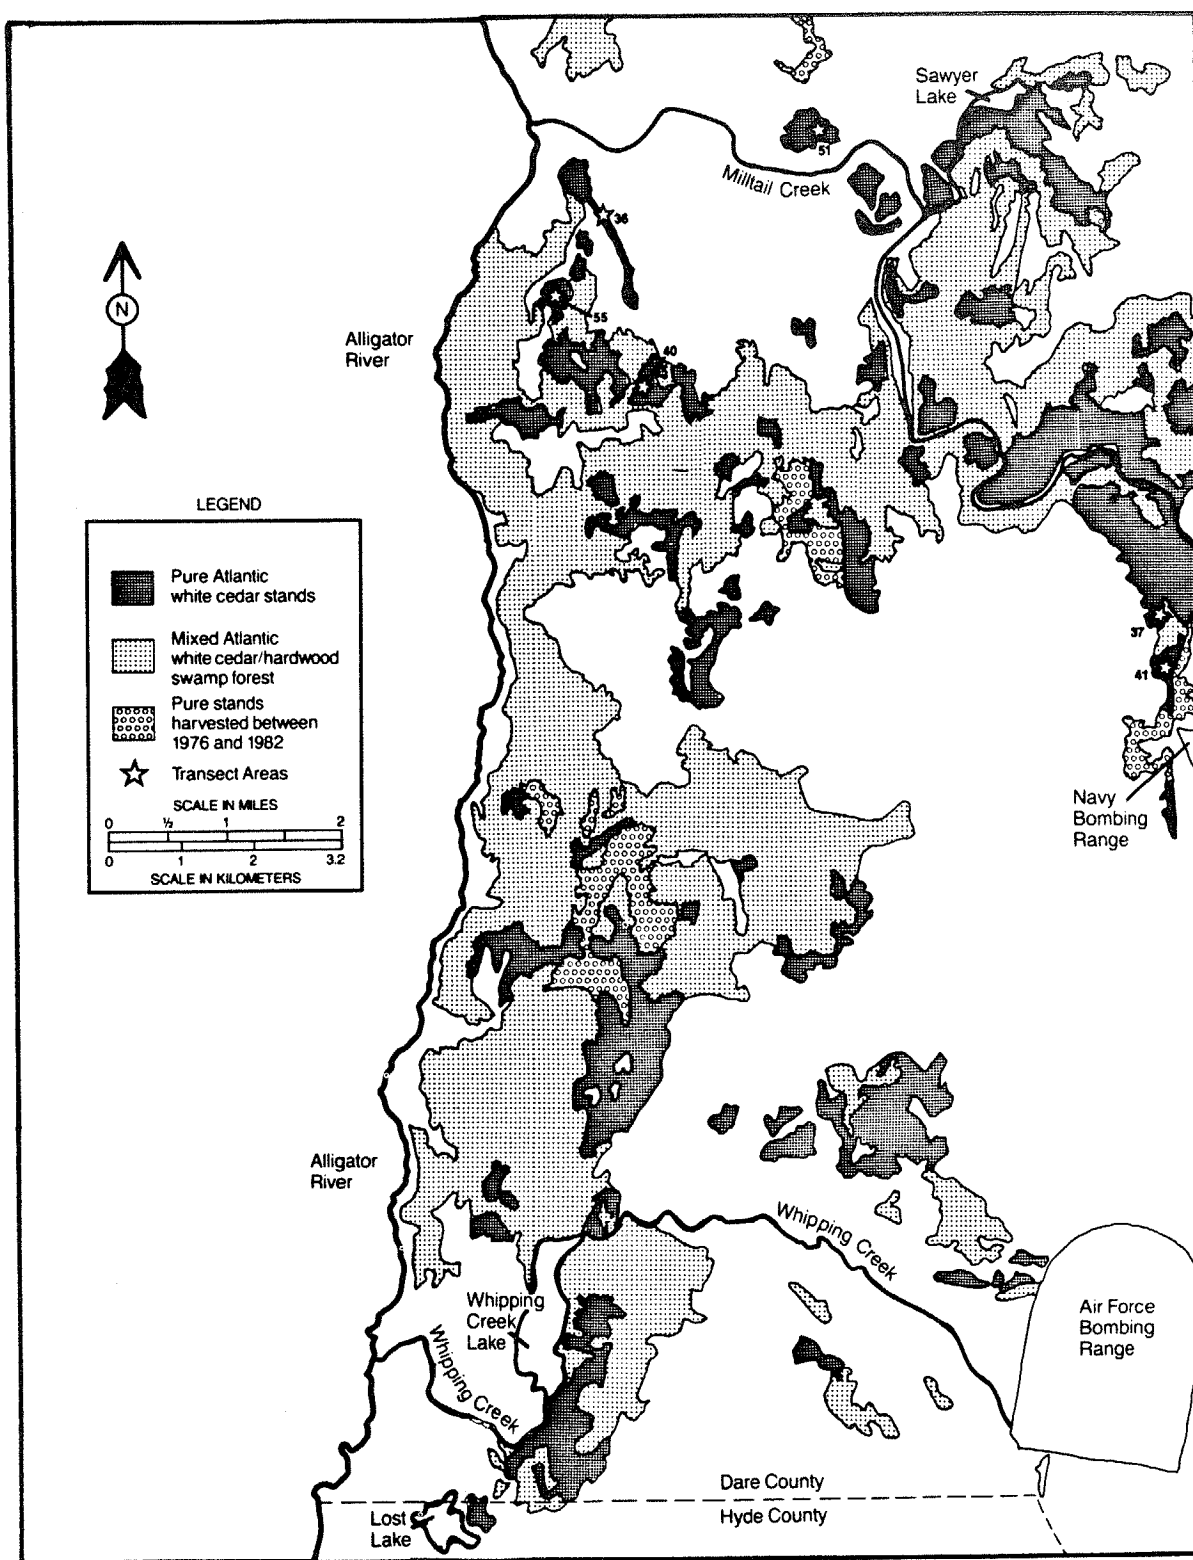 Sawyer
Lake
51
Milltail Creek
36
N
55
Alligator
River
40
LEGEND
Pure Atlantic
white cedar stands
Mixed Atlantic
white cedar/hardwood
swamp forest
Pure stands
harvested between
1976 and 1982
Transect Areas
SCALE IN MILES
0 ½ 1 2
0 1 2 3.2
SCALE IN KILOMETERS
37
41
Navy
Bombing
Range
Alligator
River
Whipping Creek
Whipping
Creek
Lake
Whipping Creek
Air Force
Bombing
Range
Dare County
Hyde County
Lost
Lake